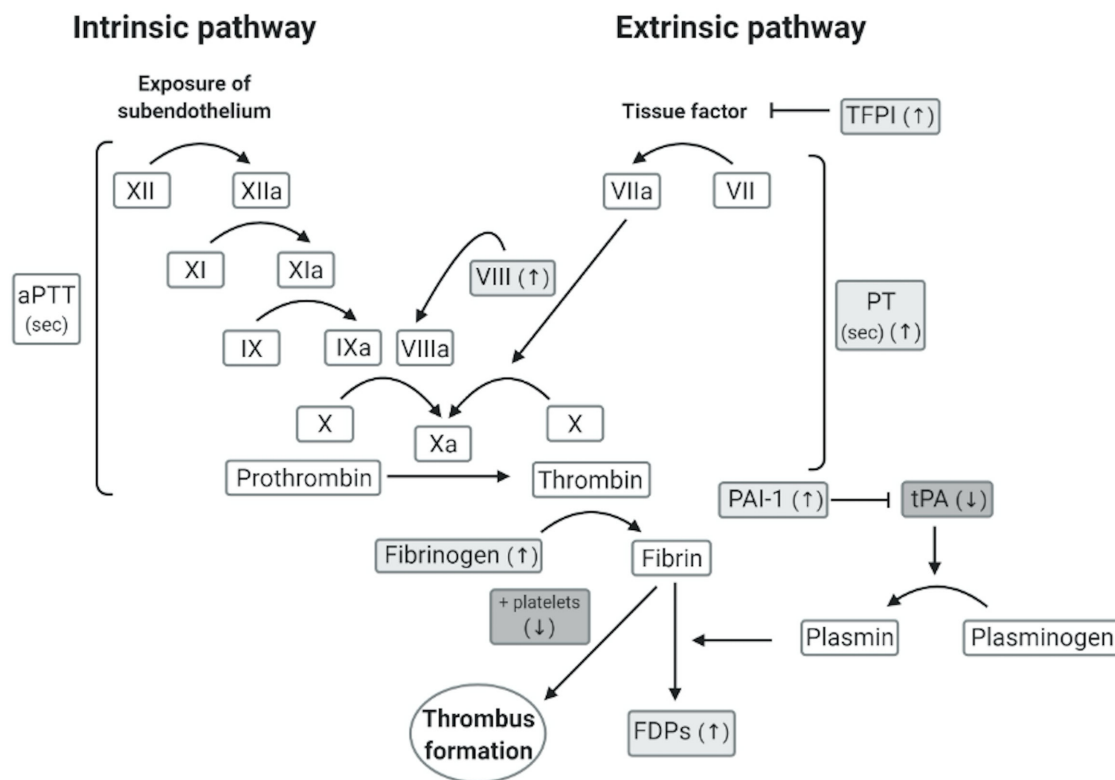 Intrinsic pathway
Extrinsic pathway
Exposure of
subendothelium
Tissue factor
TFPI (↑)
XII
XIIa
VIIa
VII
XI
XIa
VIII (↑)
aPTT
(sec)
PT
(sec) (↑)
IX
IXa
VIIIa
X
Xa
X
Prothrombin
Thrombin
PAI-1 (↑)
tPA (↓)
Fibrinogen (↑)
Fibrin
+ platelets
(↓)
Plasmin
Plasminogen
Thrombus
formation
FDPs (↑)